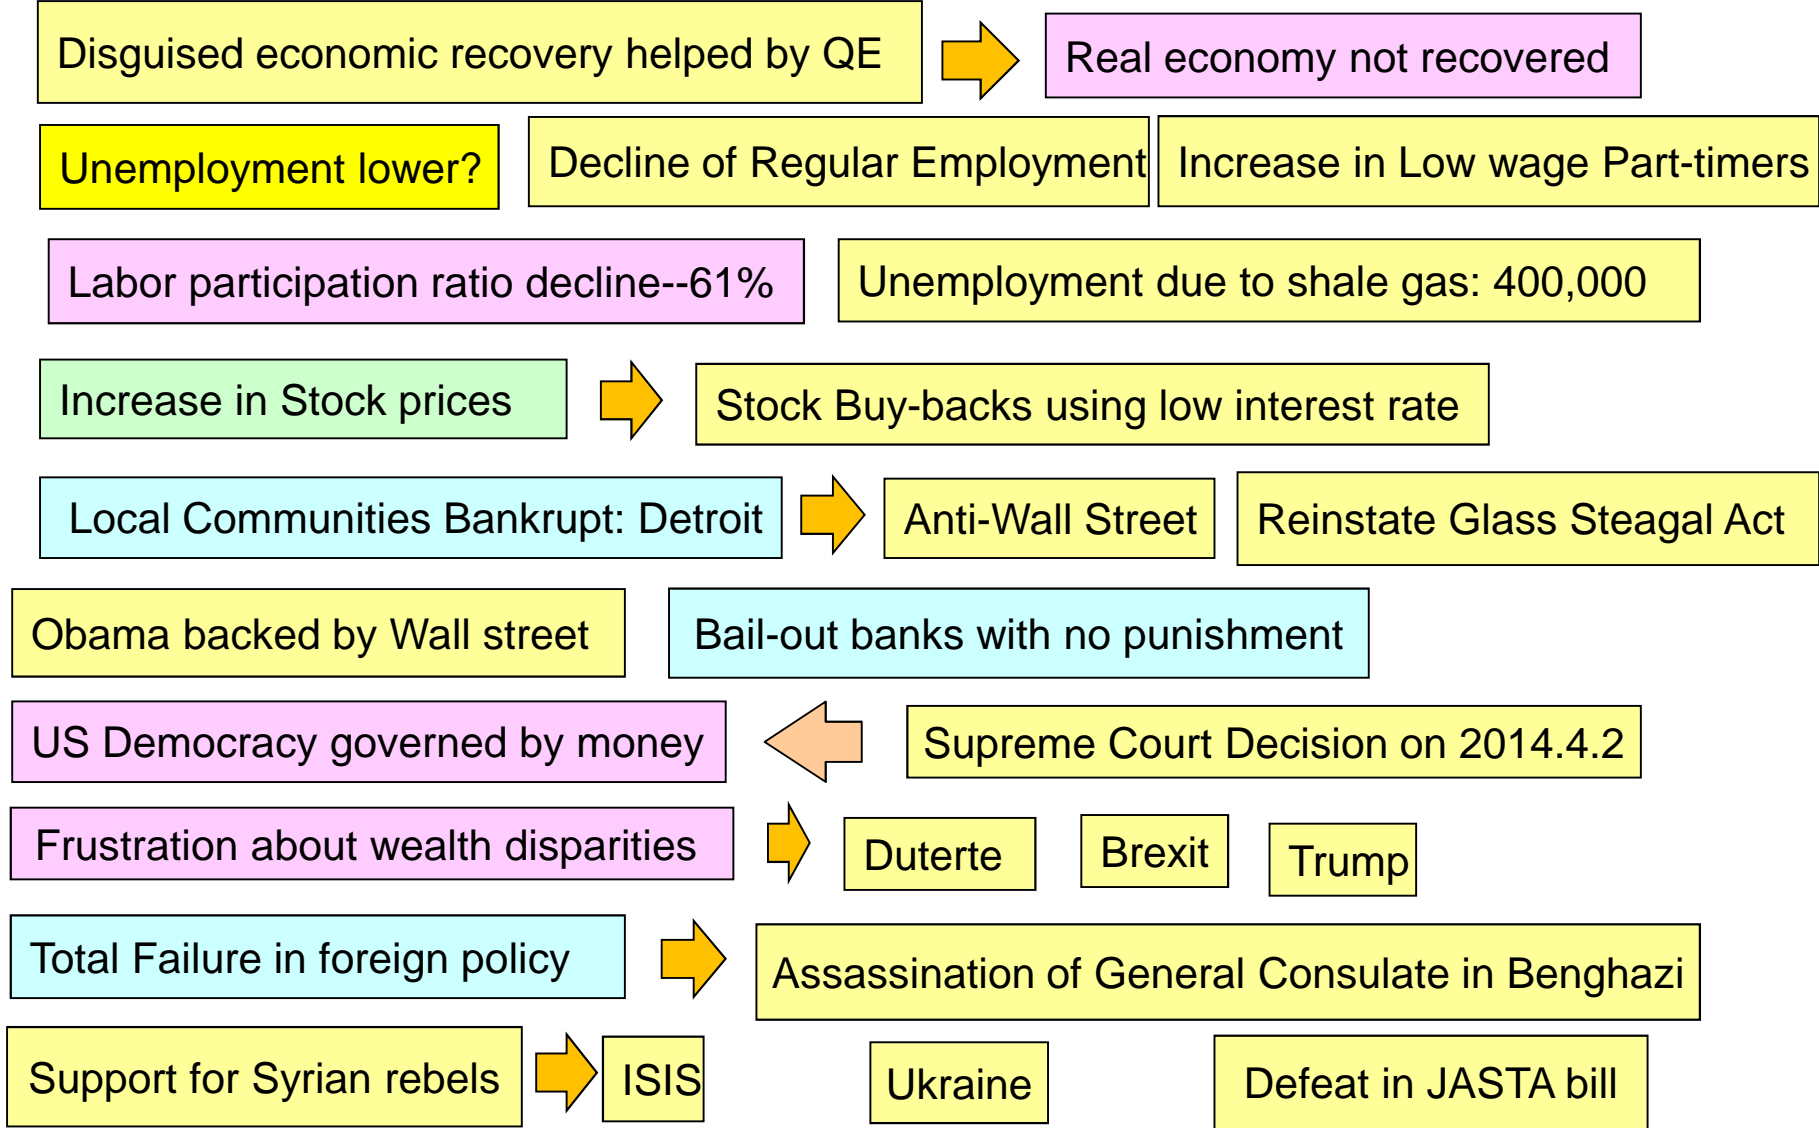 Disguised economic recovery helped by QE
Real economy not recovered
Unemployment lower?
Decline of Regular Employment
Increase in Low wage Part-timers
Labor participation ratio decline--61%
Unemployment due to shale gas: 400,000
Increase in Stock prices
Stock Buy-backs using low interest rate
Local Communities Bankrupt: Detroit
Anti-Wall Street
Reinstate Glass Steagal Act
Obama backed by Wall street
Bail-out banks with no punishment
US Democracy governed by money
Supreme Court Decision on 2014.4.2
Frustration about wealth disparities
Duterte
Brexit
Trump
Total Failure in foreign policy
Assassination of General Consulate in Benghazi
Support for Syrian rebels
ISIS
Ukraine
Defeat in JASTA bill